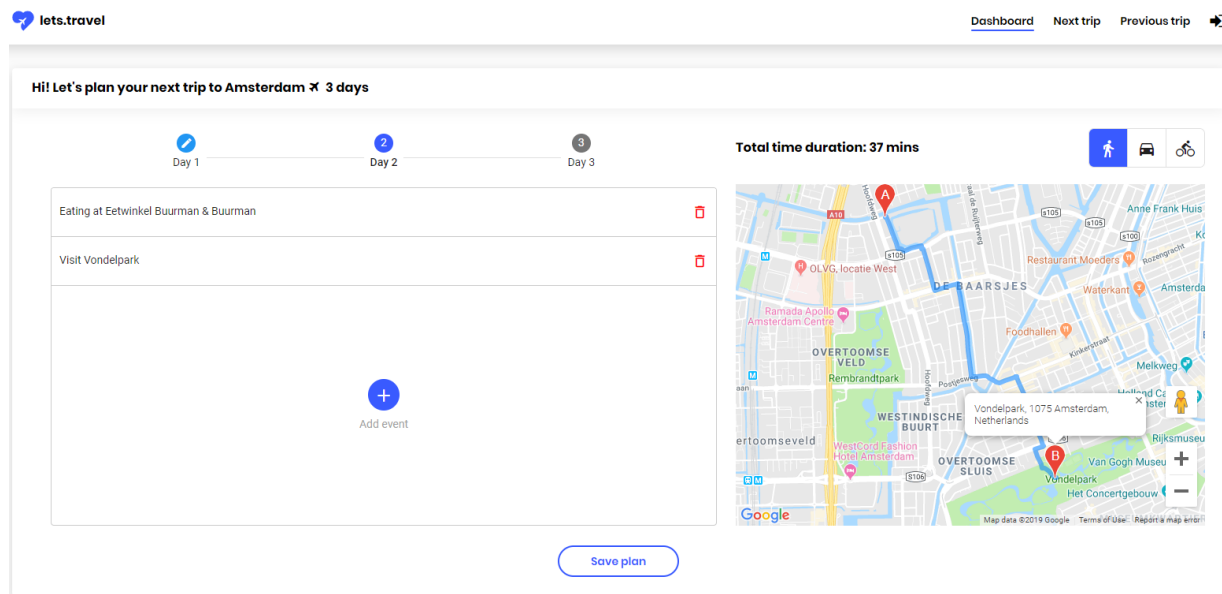 lets.travel
Dashboard Next trip Previous trip
Hi! Let's plan your next trip to Amsterdam 3 days
2 3
Day 1 Day 2 Day 3
Eating at Eetwinkel Buurman & Buurman
Visit Vondelpark
+
Add event
Total time duration: 37 mins
A
Hoofdweg
A10
s105
Anne Frank Huis
s105
s100
Rozengracht
M
s105
OLVG, locatie West
Restaurant Moeders
DE BAARSJES
Waterkant
Ramada Apollo
Amsterdam Centre
Foodhallen
Kinkerstraat
OVERTOOMSE
VELD
Melkweg
M
Rembrandtpark
Postjesweg
Hoofdweg
Vondelpark, 1075 Amsterdam,
Netherlands
WESTINDISCHE
BUURT
WestCord Fashion
Hotel Amsterdam
OVERTOOMSE
SLUIS
B
Van Gogh
s106
M
Vondelpark
Het Concertgebouw
Google
Map data ©2019 Google Terms of Use Report a map error
Save plan